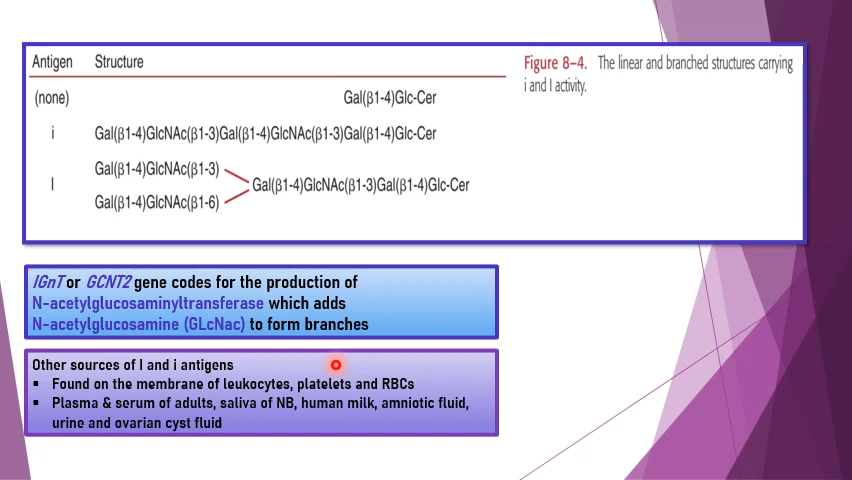 Antigen Structure
(none) Gal(β1-4)Glc-Cer
i Gal(β1-4)GlcNAc(β1-3)Gal(β1-4)GlcNAc(β1-3)Gal(β1-4)Glc-Cer
Gal(β1-4)GlcNAc(β1-3)
I Gal(β1-4)GlcNAc(β1-3)Gal(β1-4)Glc-Cer
Gal(β1-4)GlcNAc(β1-6)
Figure 8–4. The linear and branched structures carrying
i and I activity.
IGnT or GCNT2 gene codes for the production of
N-acetylglucosaminyltransferase which adds
N-acetylglucosamine (GLcNac) to form branches
Other sources of I and i antigens
▪ Found on the membrane of leukocytes, platelets and RBCs
▪ Plasma & serum of adults, saliva of NB, human milk, amniotic fluid,
urine and ovarian cyst fluid